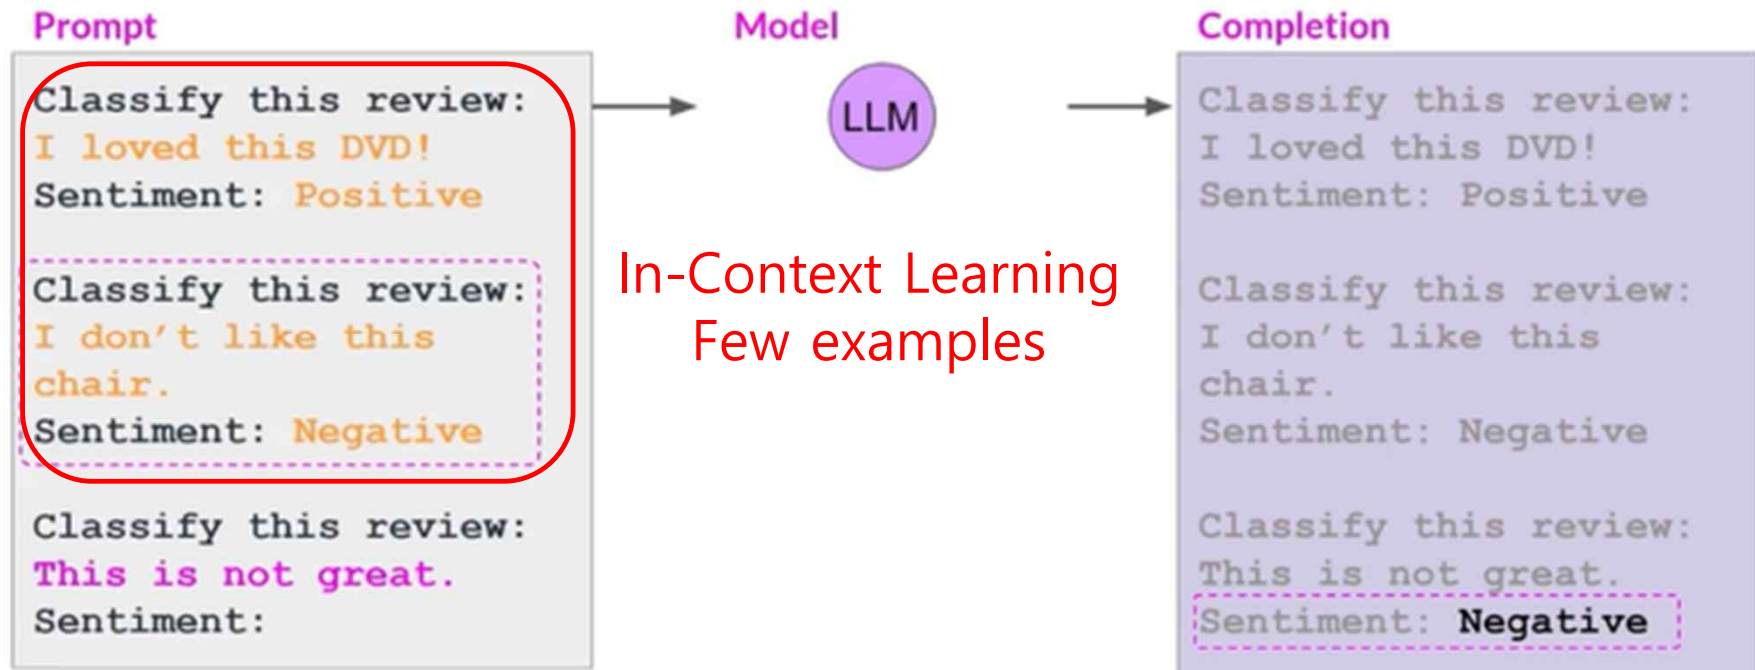 Prompt
Classify this review:
I loved this DVD!
Sentiment: Positive
Classify this review:
I don't like this
chair.
Sentiment: Negative
Classify this review:
This is not great.
Sentiment:
Model
LLM
In-Context Learning
Few examples
Completion
Classify this review:
I loved this DVD!
Sentiment: Positive
Classify this review:
I don't like this
chair.
Sentiment: Negative
Classify this review:
This is not great.
Sentiment: Negative